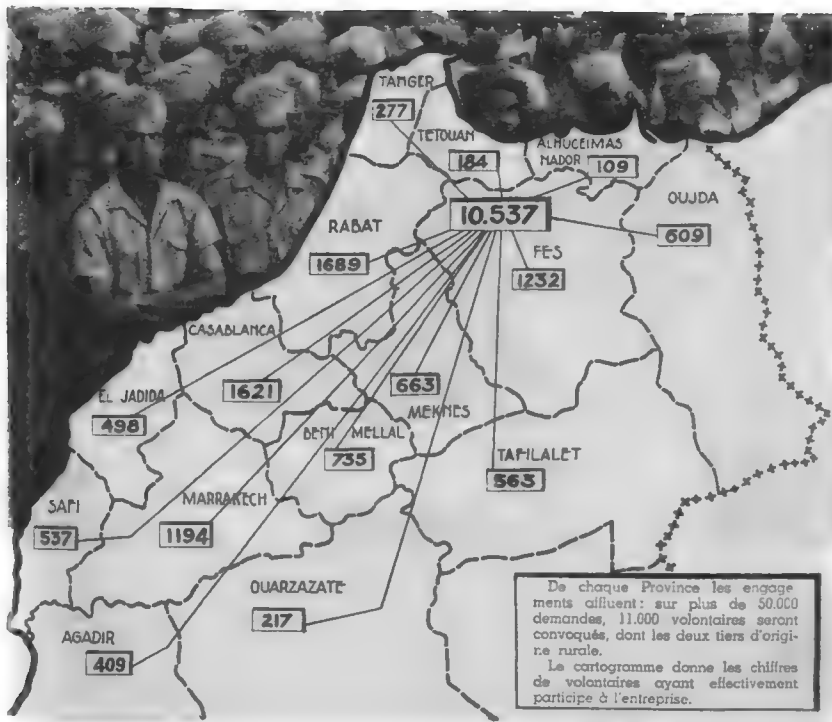 TANGER
277
TETOUAN
184
ALHUCEIMAS
NADOR
109
OUJDA
609
10.537
RABAT
1689
FES
1232
CASABLANCA
1621
663
MEKNES
EL JADIDA
498
BENI MELLAL
735
TAFILALET
563
SAFI
537
MARRAKECH
1194
OUARZAZATE
217
AGADIR
409
De chaque Province les engage
ments affluent : sur plus de 50.000
demandes, 11.000 volontaires seront
convoqués, dont les deux tiers d'origi-
ne rurale.
Le cartogramme donne les chiffres
de volontaires ayant effectivement
participe à l'entreprise.